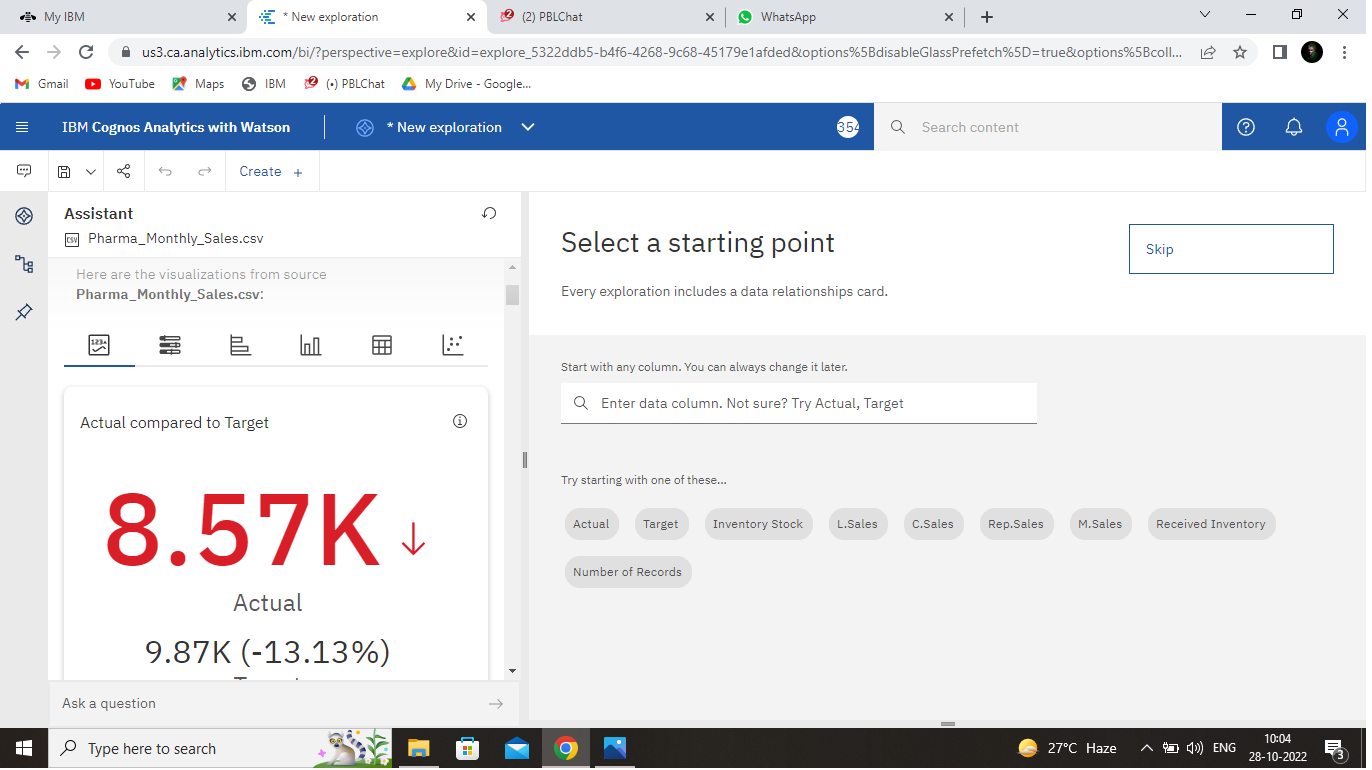 My IBM
* New exploration
(2) PBLChat
WhatsApp
us3.ca.analytics.ibm.com/bi/?perspective=explore&id=explore_5322ddb5-b4f6-4268-9c68-45179e1afded&options%5BdisableGlassPrefetch%5D=true&options%5Bcoll...
Gmail
YouTube
Maps
IBM
(•) PBLChat
My Drive - Google...
IBM Cognos Analytics with Watson
* New exploration
354
Search content
Create +
Assistant
CSV Pharma_Monthly_Sales.csv
Here are the visualizations from source
Pharma_Monthly_Sales.csv:
Actual compared to Target
8.57K
Actual
9.87K (-13.13%)
Ask a question
Select a starting point
Skip
Every exploration includes a data relationships card.
Start with any column. You can always change it later.
Enter data column. Not sure? Try Actual, Target
Try starting with one of these...
Actual
Target
Inventory Stock
L.Sales
C.Sales
Rep.Sales
M.Sales
Received Inventory
Number of Records
Type here to search
27°C Haze
ENG
10:04
28-10-2022
3